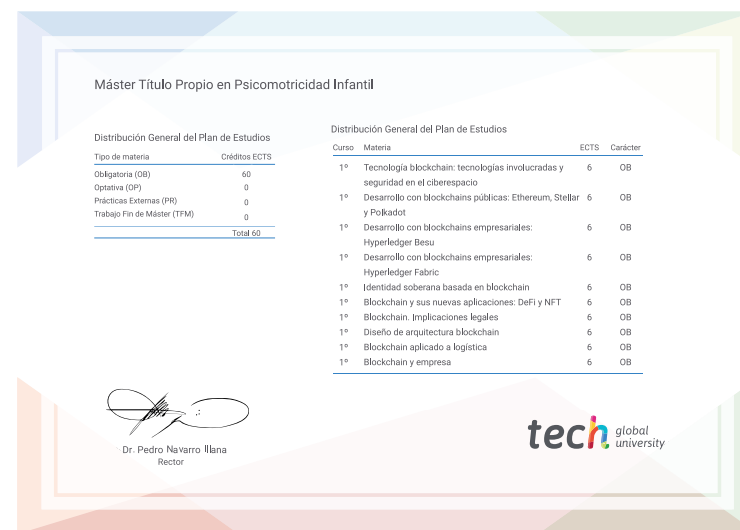 Máster Título Propio en Psicomotricidad Infantil
Distribución General del Plan de Estudios
Tipo de materia Créditos ECTS
Obligatoria (OB) 60
Optativa (OP) 0
Prácticas Externas (PR) 0
Trabajo Fin de Máster (TFM) 0
Total 60
Distribución General del Plan de Estudios
Curso Materia ECTS Carácter
1º Tecnología blockchain: tecnologías involucradas y 6 OB
seguridad en el ciberespacio
1º Desarrollo con blockchains públicas: Ethereum, Stellar 6 OB
y Polkadot
1º Desarrollo con blockchains empresariales: 6 OB
Hyperledger Besu
1º Desarrollo con blockchains empresariales: 6 OB
Hyperledger Fabric
1º Identidad soberana basada en blockchain 6 OB
1º Blockchain y sus nuevas aplicaciones: DeFi y NFT 6 OB
1º Blockchain. Implicaciones legales 6 OB
1º Diseño de arquitectura blockchain 6 OB
1º Blockchain aplicado a logística 6 OB
1º Blockchain y empresa 6 OB
Dr. Pedro Navarro Illana
Rector
tech global
university